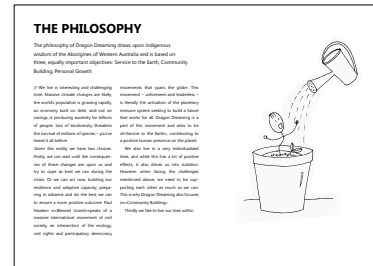 THE PHILOSOPHY
The philosophy of Dragon Dreaming draws upon indigenous
wisdom of the Aborigines of Western Australia and is based on
three, equally important objectives: Service to the Earth, Community
Building, Personal Growth
// We live in interesting and challenging
time. Massive climate changes are likely,
the world's population is growing rapidly,
an economy built on debt, and not on
savings, is producing austerity for billions
of people, loss of biodiversity threatens
the survival of millions of species – you've
heard it all before.
Given this reality we have two choices.
Firstly, we can wait until the consequen-
ces of these changes are upon us and
try to cope as best we can during the
crises. Or we can act now, building our
resilience and adaptive capacity, prepa-
ring in advance and do the best we can
to ensure a more positive outcome. Paul
Hawken in›Blessed Unrest‹speaks of a
massive international movement of civil
society, an intersection of the ecology,
civil rights and participatory democracy
movements that spans the globe. This
movement – unforeseen and leaderless –
is literally the activation of the planetary
immune system seeking to build a future
that works for all. Dragon Dreaming is a
part of this movement and aims to be
of›Service to the Earth‹, contributing to
a positive human presence on the planet.
We also live in a very individualized
time, and while this has a lot of positive
effects, it also drives us into isolation.
However when facing the challenges
mentioned above, we need to be sup-
porting each other as much as we can.
This is why Dragon Dreaming also focuses
on›Community Building‹.
Thirdly we like to live our lives within